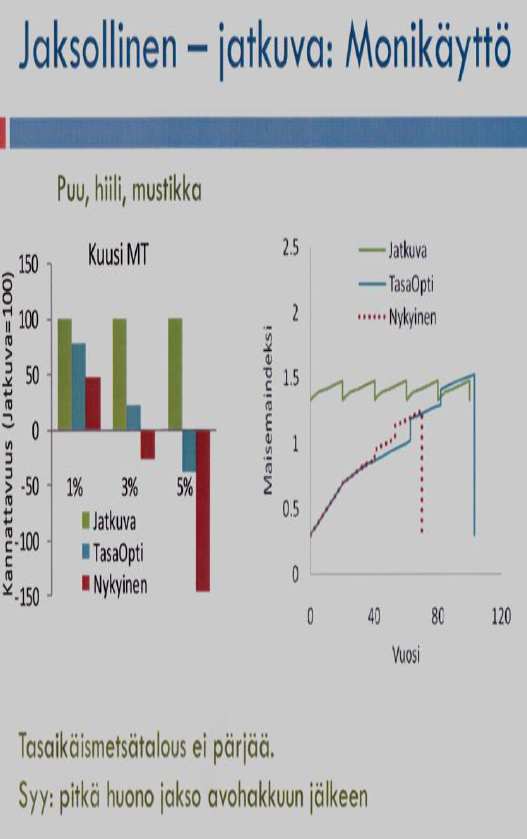 Jaksollinen – jatkuva: Monikäyttö
Puu, hiili, mustikka
Kuusi MT
Kannattavuus (Jatkuva=100)
150
100
50
0
-50
-100
-150
1%
3%
5%
Jatkuva
TasaOpti
Nykyinen
Maisemaindeksi
2.5
2
1.5
1
0.5
0
Jatkuva
TasaOpti
Nykyinen
0
40
80
120
Vuosi
Tasaikäismetsätalous ei pärjää.
Syy: pitkä huono jakso avohakkuun jälkeen